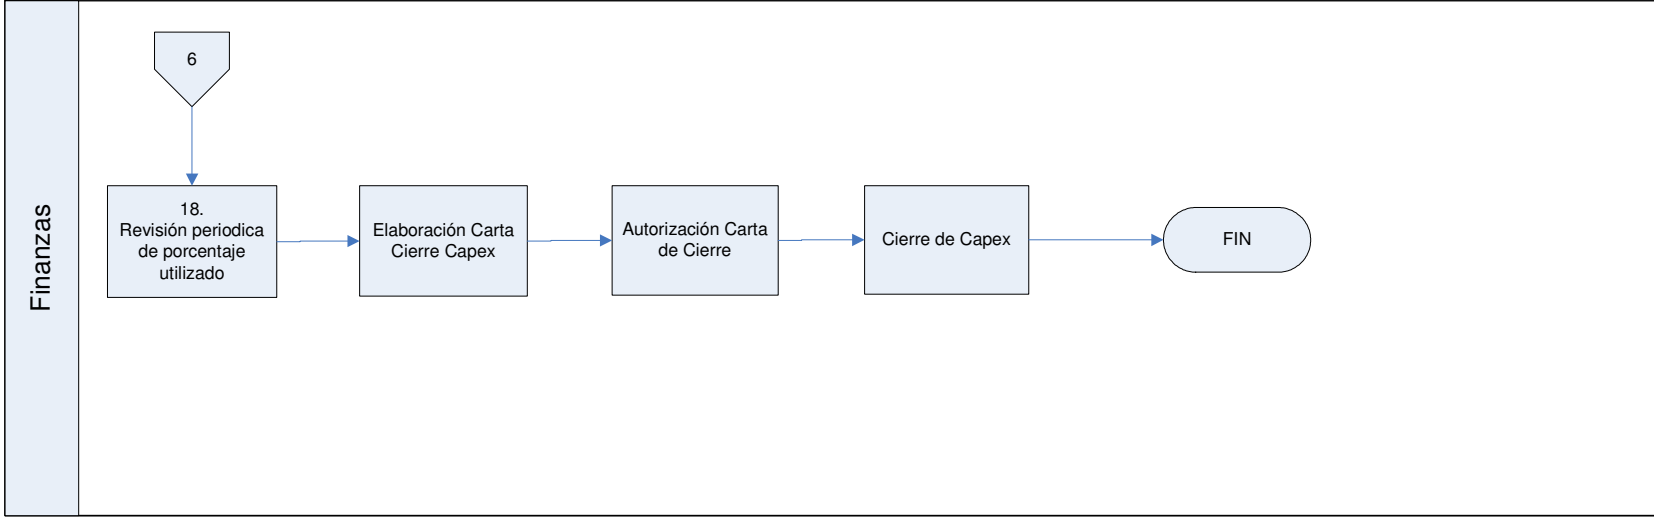 Finanzas
6
18.
Revisión periodica
de porcentaje
utilizado
Elaboración Carta
Cierre Capex
Autorización Carta
de Cierre
Cierre de Capex
FIN